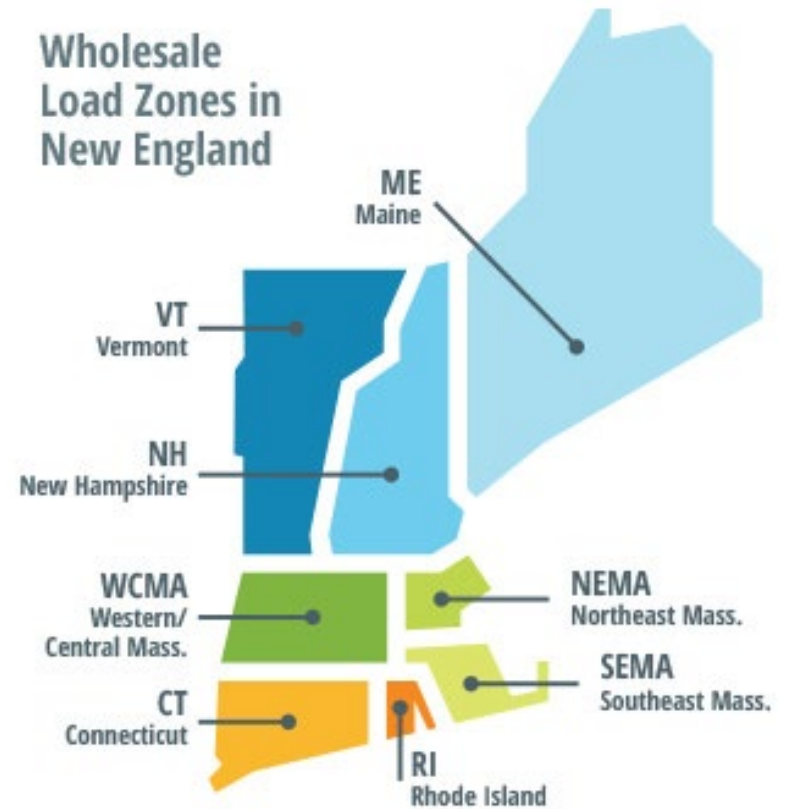 Wholesale
Load Zones in
New England
ME
Maine
VT
Vermont
NH
New Hampshire
WCMA
Western/
Central Mass.
NEMA
Northeast Mass.
SEMA
Southeast Mass.
CT
Connecticut
RI
Rhode Island